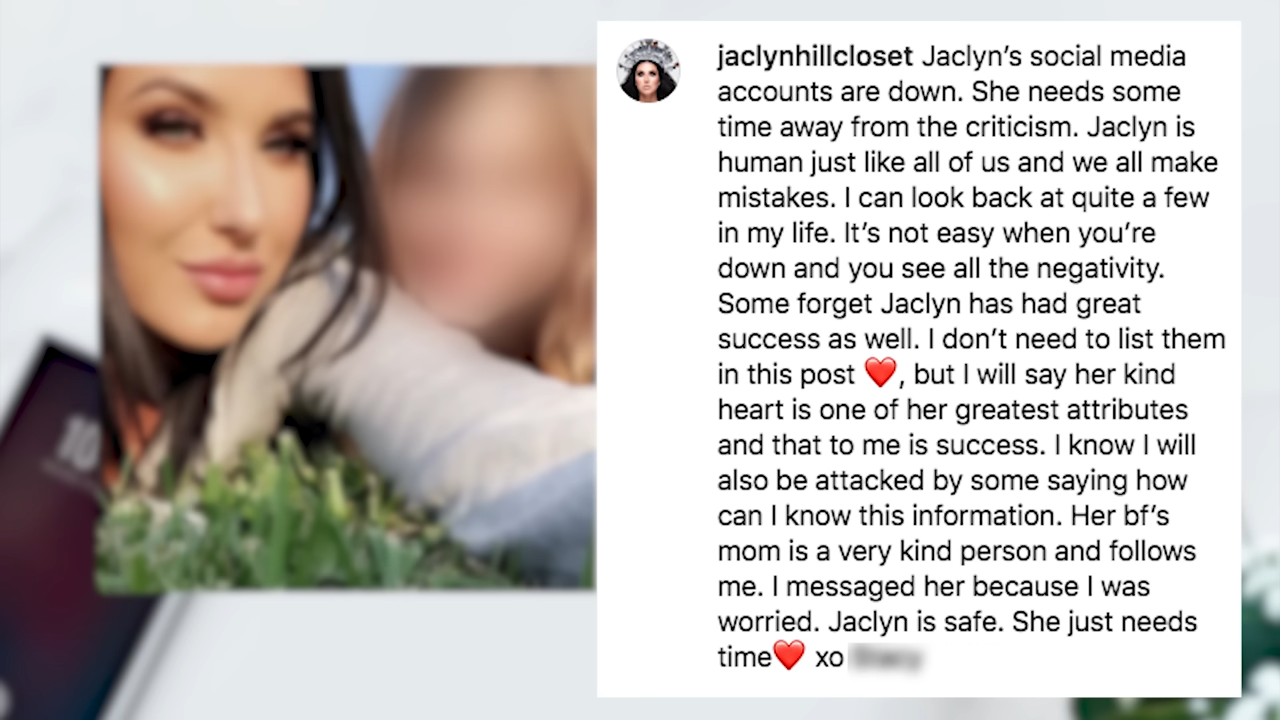 jaclynhillcloset Jaclyn’s social media
accounts are down. She needs some
time away from the criticism. Jaclyn is
human just like all of us and we all make
mistakes. I can look back at quite a few
in my life. It’s not easy when you’re
down and you see all the negativity.
Some forget Jaclyn has had great
success as well. I don’t need to list them
in this post ❤️, but I will say her kind
heart is one of her greatest attributes
and that to me is success. I know I will
also be attacked by some saying how
can I know this information. Her bf’s
mom is a very kind person and follows
me. I messaged her because I was
worried. Jaclyn is safe. She just needs
time❤️ xo
10